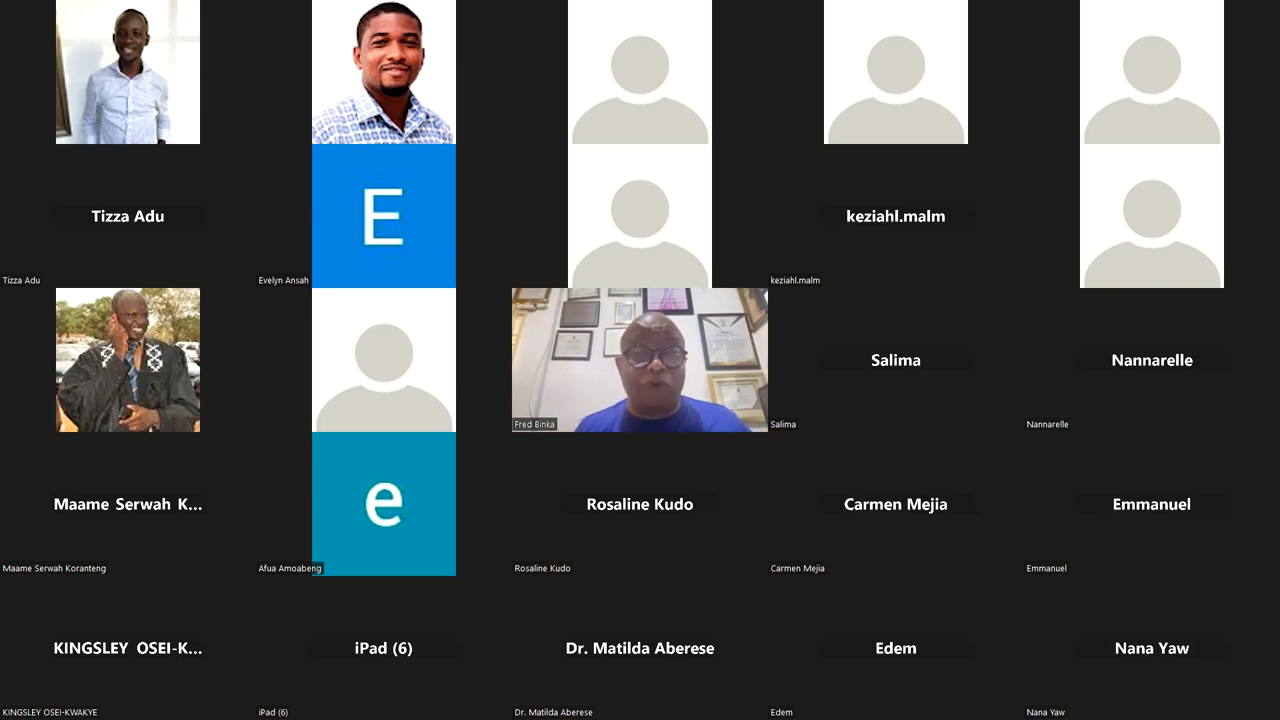 Tizza Adu
E
keziahl.malm
Tizza Adu
Evelyn Ansah
keziahl.malm
Salima
Nannarelle
Fred Binka
Salima
Nannarelle
Maame Serwah K...
e
Rosaline Kudo
Carmen Mejia
Emmanuel
Maame Serwah Koranteng
Afua Amoabeng
Rosaline Kudo
Carmen Mejia
Emmanuel
KINGSLEY OSEI-K...
iPad (6)
Dr. Matilda Aberese
Edem
Nana Yaw
KINGSLEY OSEI-KWAKYE
iPad (6)
Dr. Matilda Aberese
Edem
Nana Yaw